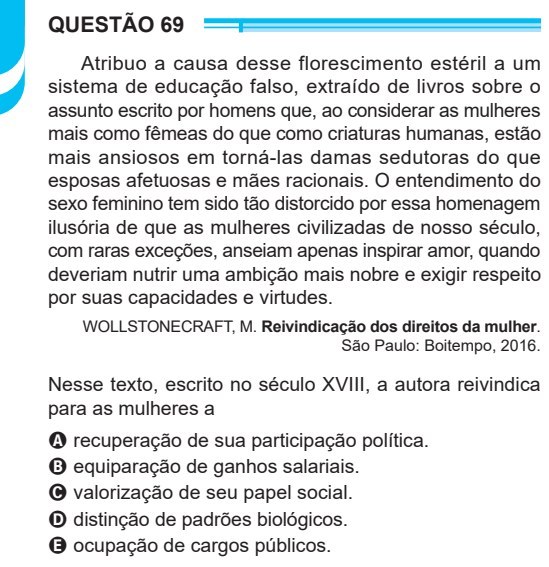 QUESTÃO 69
Atribuo a causa desse florescimento estéril a um
sistema de educação falso, extraído de livros sobre o
assunto escrito por homens que, ao considerar as mulheres
mais como fêmeas do que como criaturas humanas, estão
mais ansiosos em torná-las damas sedutoras do que
esposas afetuosas e mães racionais. O entendimento do
sexo feminino tem sido tão distorcido por essa homenagem
ilusória de que as mulheres civilizadas de nosso século,
com raras exceções, anseiam apenas inspirar amor, quando
deveriam nutrir uma ambição mais nobre e exigir respeito
por suas capacidades e virtudes.
WOLLSTONECRAFT, M. Reivindicação dos direitos da mulher.
São Paulo: Boitempo, 2016.
Nesse texto, escrito no século XVIII, a autora reivindica
para as mulheres a
A recuperação de sua participação política.
B equiparação de ganhos salariais.
C valorização de seu papel social.
D distinção de padrões biológicos.
E ocupação de cargos públicos.